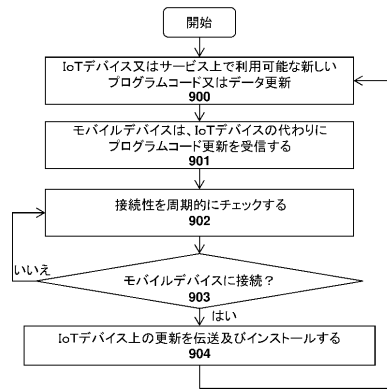 開始
IoTデバイス又はサービス上で利用可能な新しい
プログラムコード又はデータ更新
900
モバイルデバイスは、IoTデバイスの代わりに
プログラムコード更新を受信する
901
接続性を周期的にチェックする
902
いいえ
モバイルデバイスに接続？
903
はい
IoTデバイス上の更新を伝送及びインストールする
904